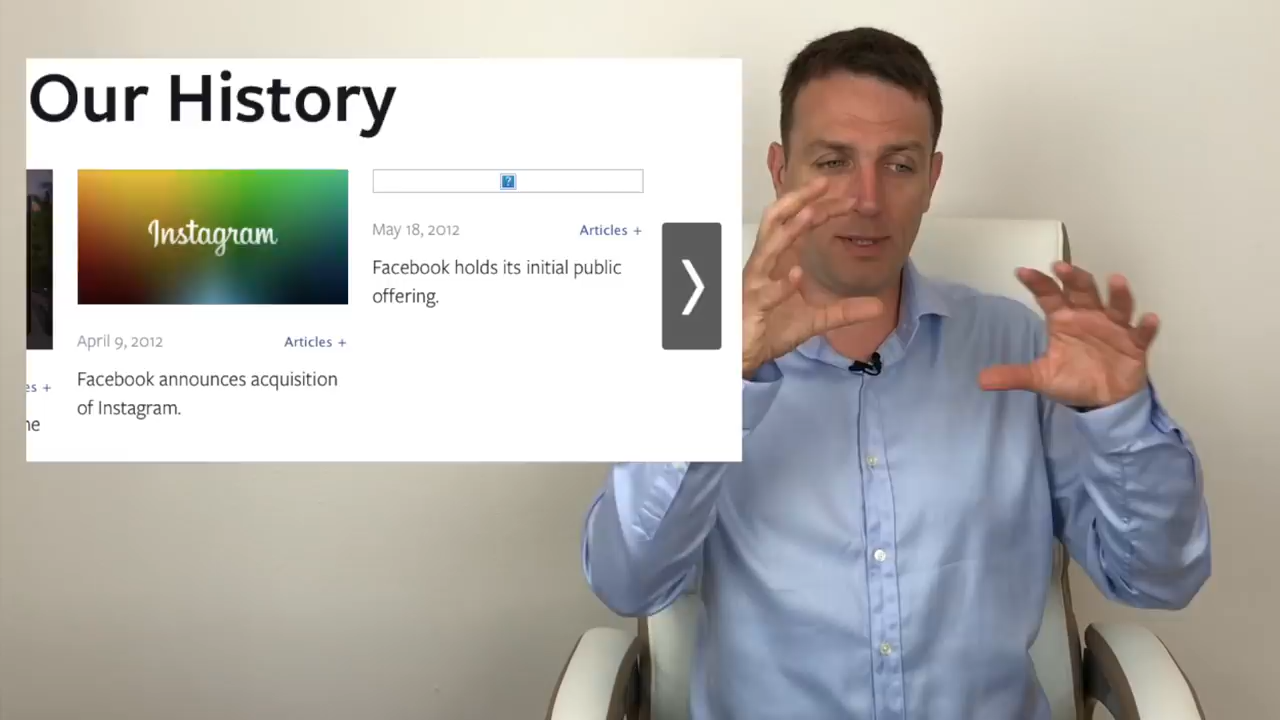 Our History
Instagram
April 9, 2012
Articles +
Facebook announces acquisition
of Instagram.
May 18, 2012
Articles +
Facebook holds its initial public
offering.